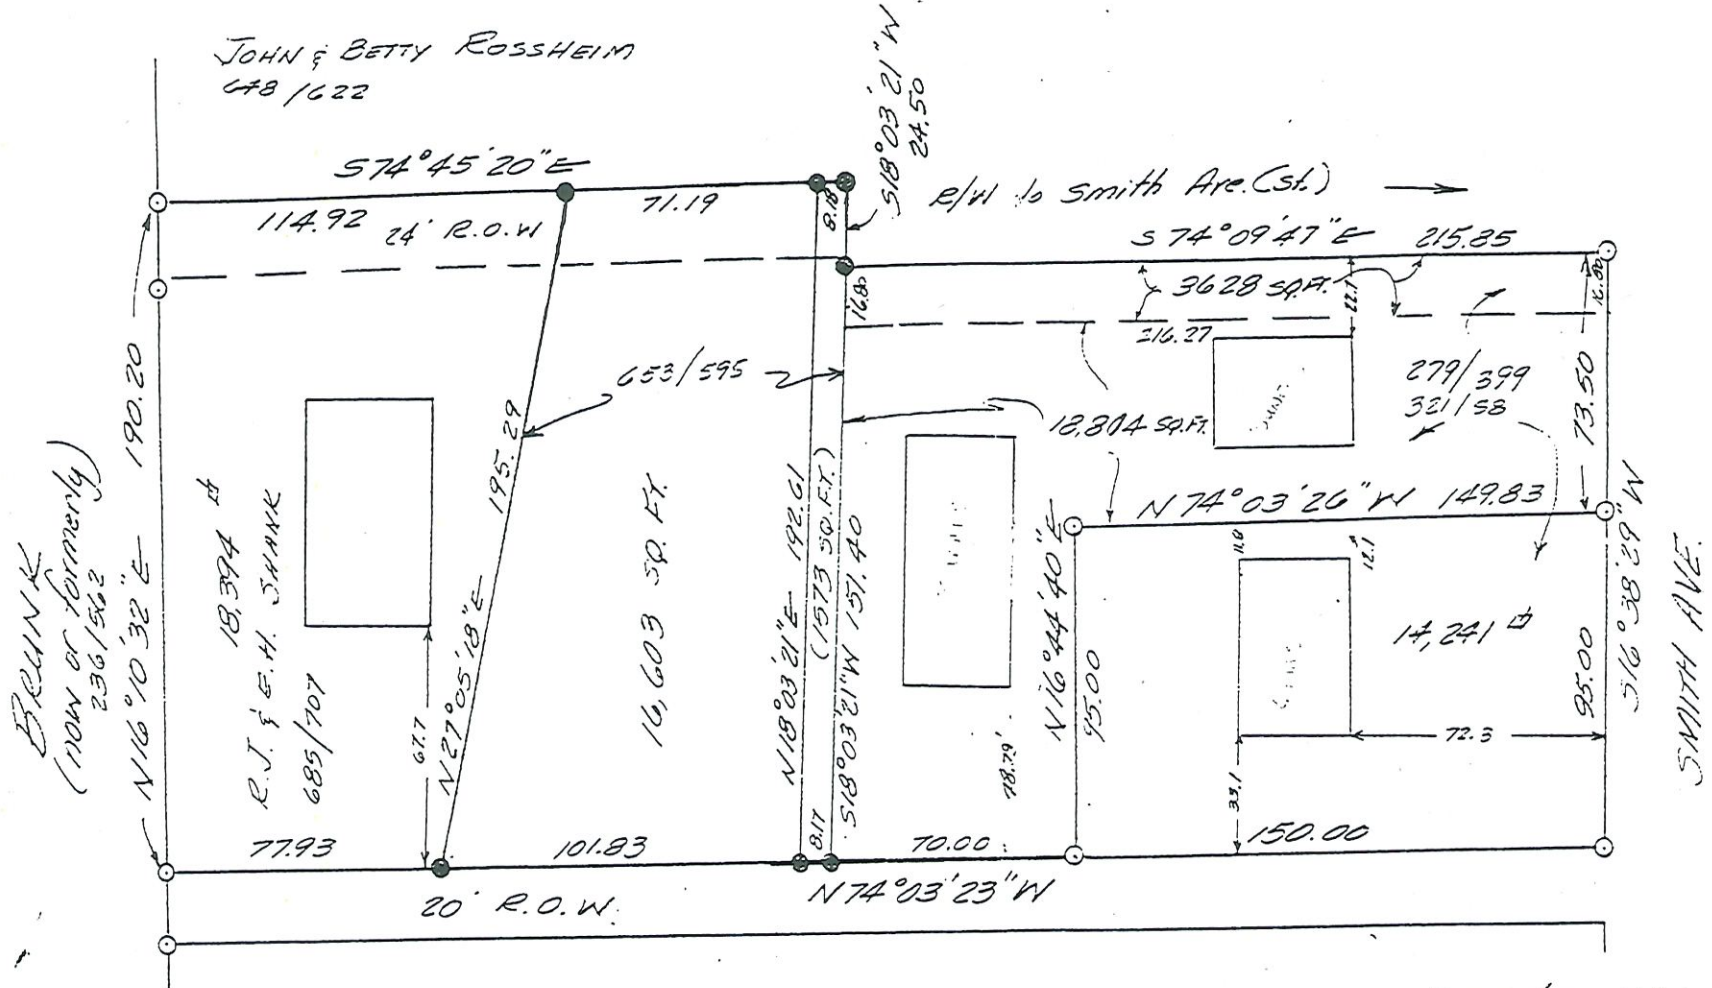 JOHN & BETTY ROSSHEIM
648/622
S18°03'21"W
24.50
S74°45'20"E
114.92
71.19
24' R.O.W
8.18
R/W to Smith Ave. (St.)
S 74°09'47"E 215.85
3628 SQ.FT.
22.1
16.80
16.80
216.27
653/595
279/399
321/58
18,804 SQ.FT.
73.50
BRUNK
(now or formerly)
236/562
N16°10'32"E 190.20
18,394
R.J. & E.H. SHANK
685/707
67.7
N27°05'18"E 195.29
16,603 SQ. FT.
N18°03'21"E 192.61
(1573 SQ.FT.)
S18°03'21"W 151.40
N74°03'26"W 149.83
N16°44'40"E
95.00
11.0
12.1
14,241
72.3
33.1
95.00
S16°38'29"W
SMITH AVE.
78.79'
77.93
101.83
8.17
70.00
150.00
20' R.O.W.
N74°03'23"W